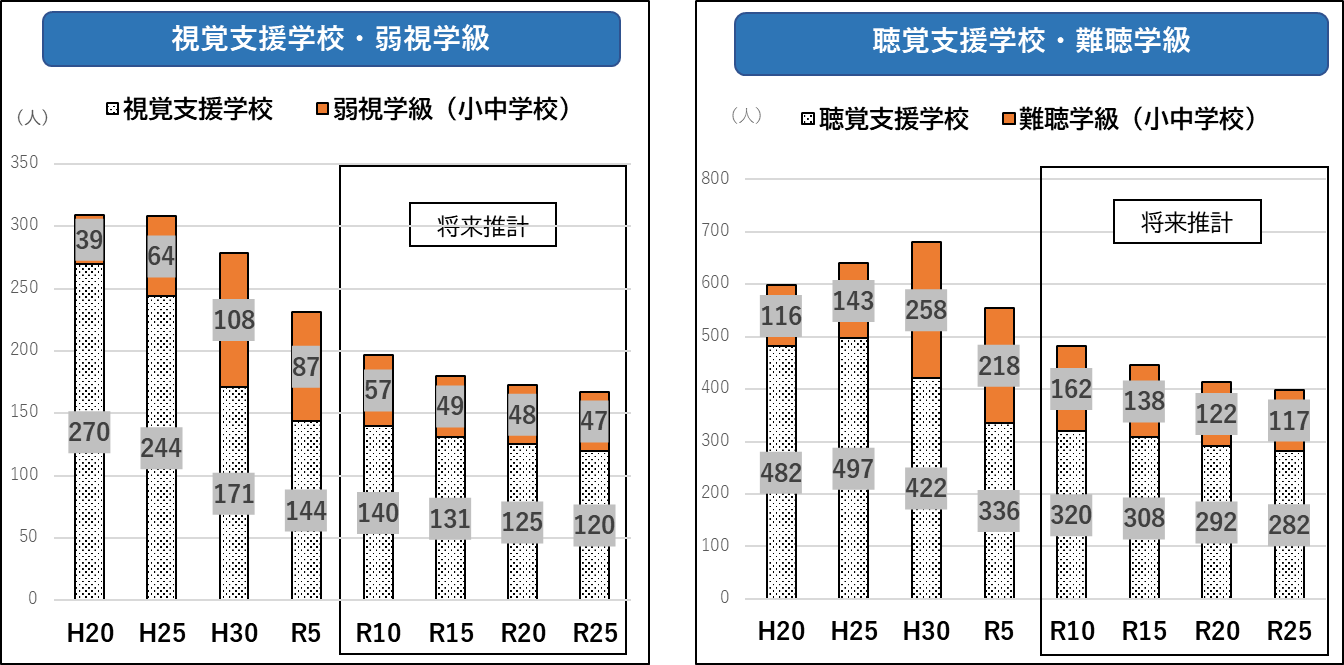 視覚支援学校・弱視学級
（人）
視覚支援学校 弱視学級（小中学校）
350
300
250
200
150
100
50
0
将来推計
39 64 108 87 57 49 48 47
270 244 171 144 140 131 125 120
H20 H25 H30 R5 R10 R15 R20 R25
聴覚支援学校・難聴学級
（人）
聴覚支援学校 難聴学級（小中学校）
800
700
600
500
400
300
200
100
0
将来推計
116 143 258 218 162 138 122 117
482 497 422 336 320 308 292 282
H20 H25 H30 R5 R10 R15 R20 R25